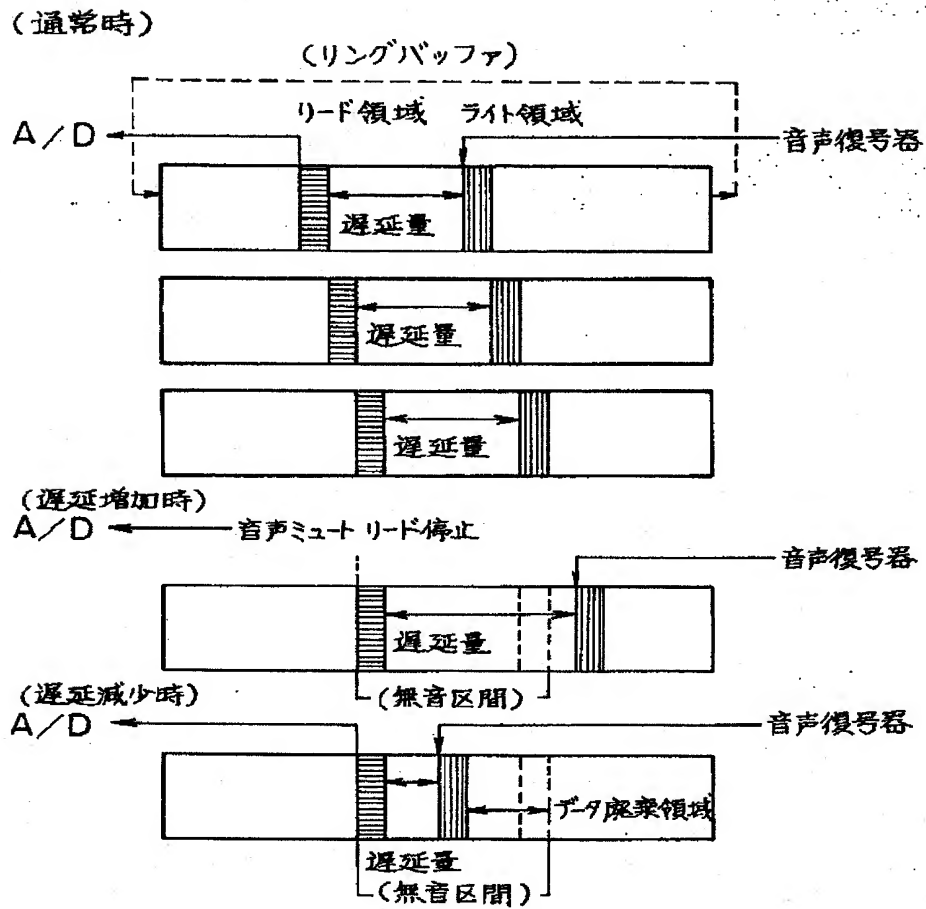 (通常時)
(リングバッファ)
リード領域 ライト領域
A/D 音声復号器
遅延量
遅延量
遅延量
(遅延増加時)
A/D 音声ミュート リード停止
音声復号器
遅延量
(無音区間)
(遅延減少時)
A/D 音声復号器
データ廃棄領域
遅延量
(無音区間)